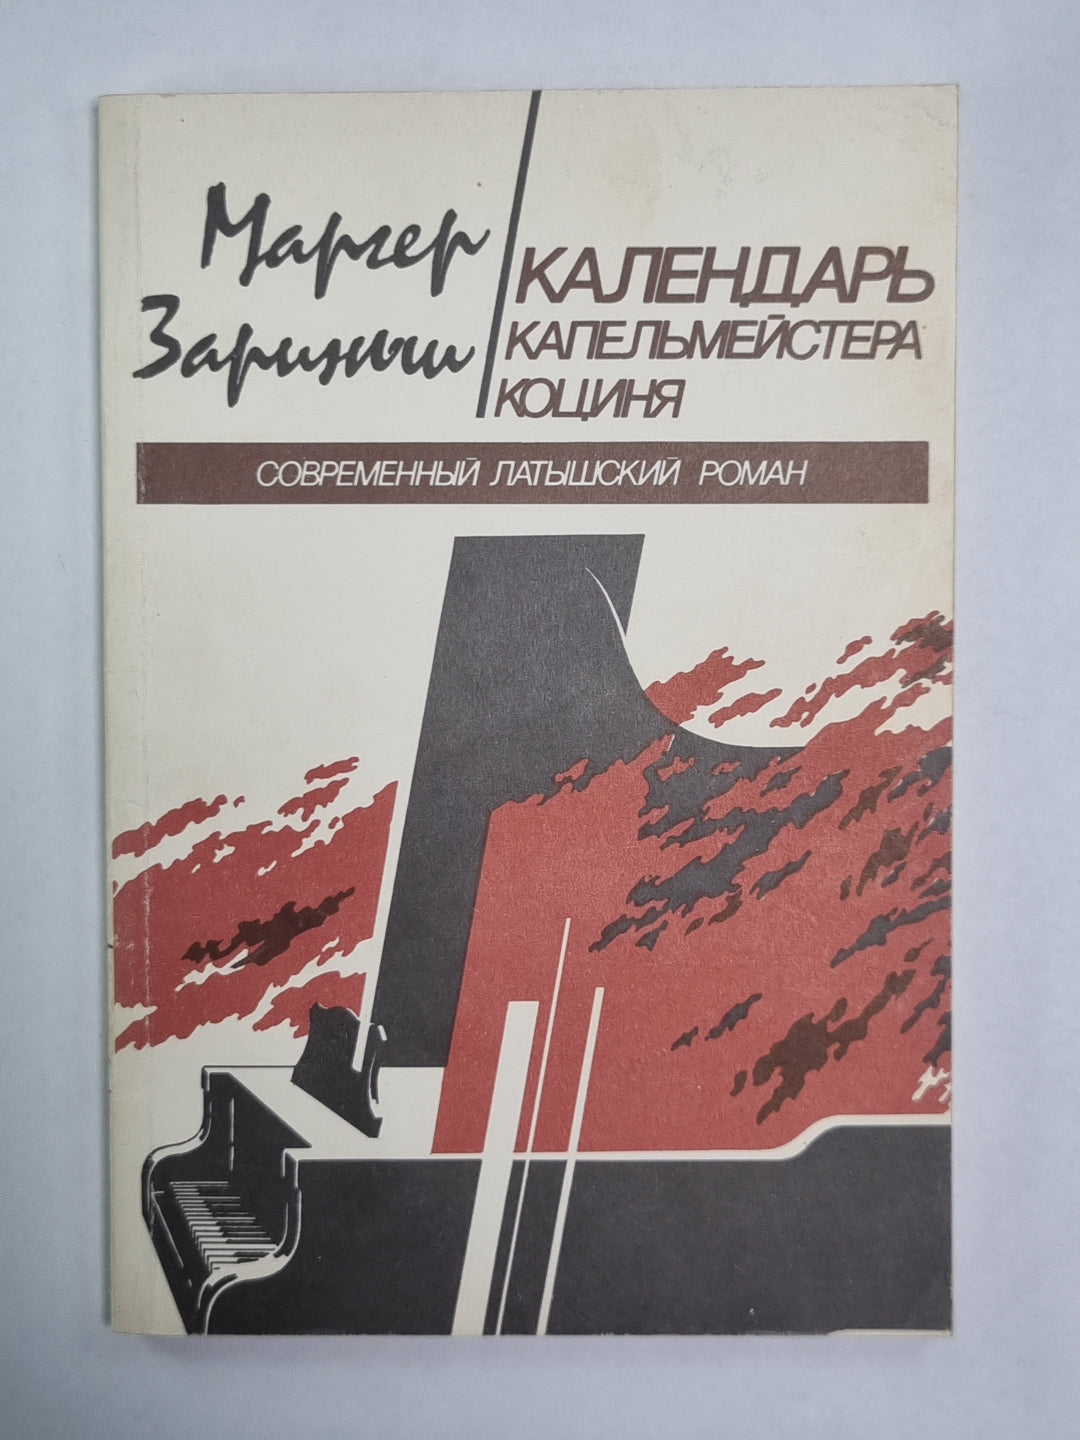 Маргер
Зариньш
КАЛЕНДАРЬ
КАПЕЛЬМЕЙСТЕРА
КОЦИНЯ
СОВРЕМЕННЫЙ ЛАТЫШСКИЙ РОМАН